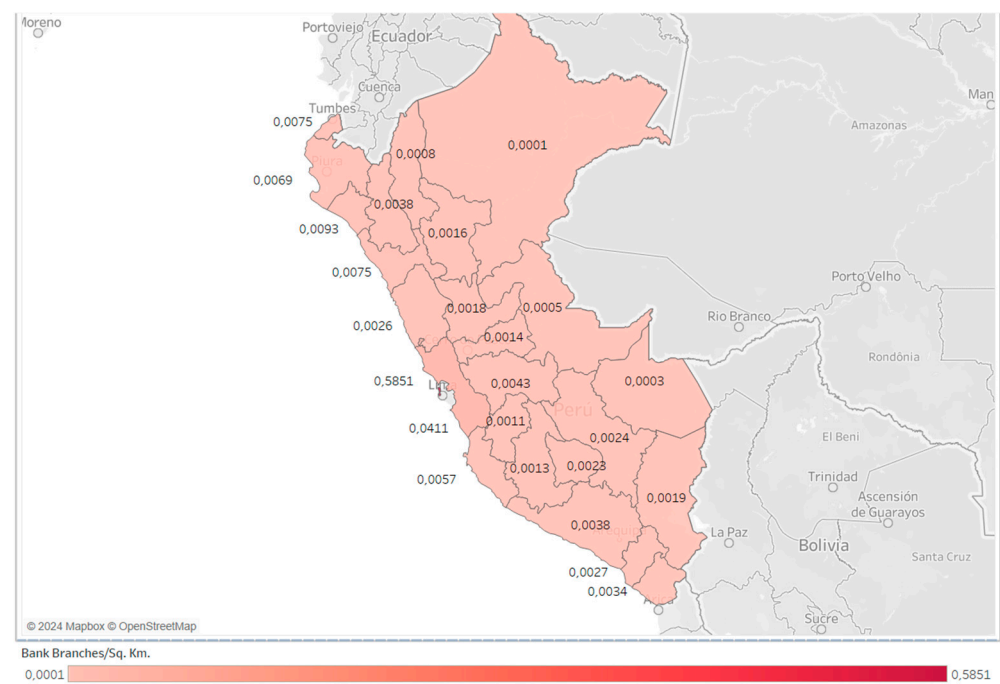 Moreno
Portoviejo
Ecuador
Cuenca
Man
Tumbes
0,0075
Amazonas
0,0008
0,0001
Piura
0,0069
0,0038
0,0093
0,0016
0,0075
Porto Velho
0,0018
0,0005
Rio Branco
0,0026
0,0014
Rondônia
0,5851
0,0043
0,0003
Perú
0,0411
0,0011
0,0024
El Beni
0,0057
0,0013
0,0023
Trinidad
0,0019
Ascensión
de Guarayos
0,0038
La Paz
Bolivia
Santa Cruz
0,0027
0,0034
Sucre
© 2024 Mapbox © OpenStreetMap
Bank Branches/Sq. Km.
0,0001
0,5851